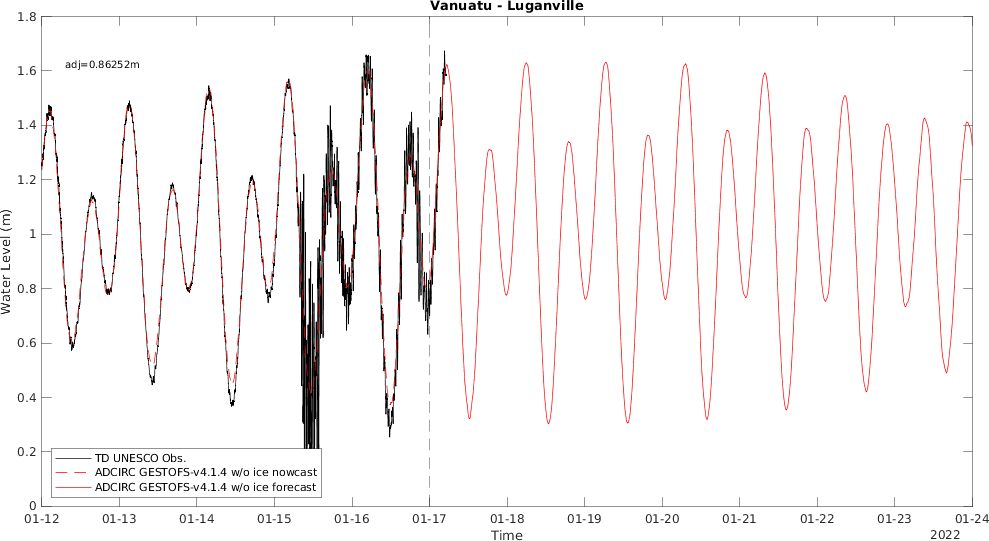 Vanuatu - Luganville
1.8
1.6
1.4
1.2
1
0.8
0.6
0.4
0.2
0
Water Level (m)
adj=0.86252m
TD UNESCO Obs.
ADCIRC GESTOFS-v4.1.4 w/o ice nowcast
ADCIRC GESTOFS-v4.1.4 w/o ice forecast
01-12 01-13 01-14 01-15 01-16 01-17 01-18 01-19 01-20 01-21 01-22 01-23 01-24
Time
2022